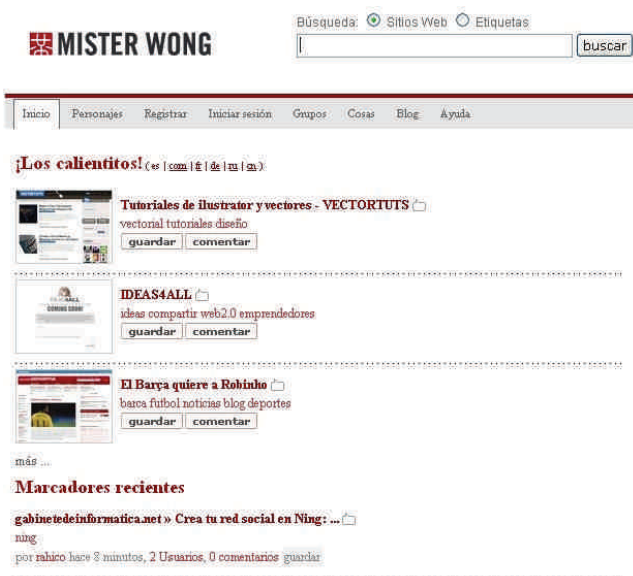 Búsqueda: Sitios Web Etiquetas
MISTER WONG
buscar
Inicio Personajes Registrar Iniciar sesión Grupos Cosas Blog Ayuda
¡Los calientitos! (es | com | fr | de | ru | cn )
Tutoriales de ilustrator y vectores - VECTORTUTS
vectorial tutoriales diseño
guardar comentar
COMING SOON!
IDEAS4ALL
ideas compartir web2.0 emprendedores
guardar comentar
El Barça quiere a Robinho
barca futbol noticias blog deportes
guardar comentar
más ...
Marcadores recientes
gabinetedeinformatica.net » Crea tu red social en Ning: ...
ning
por rahico hace 8 minutos, 2 Usuarios, 0 comentarios guardar